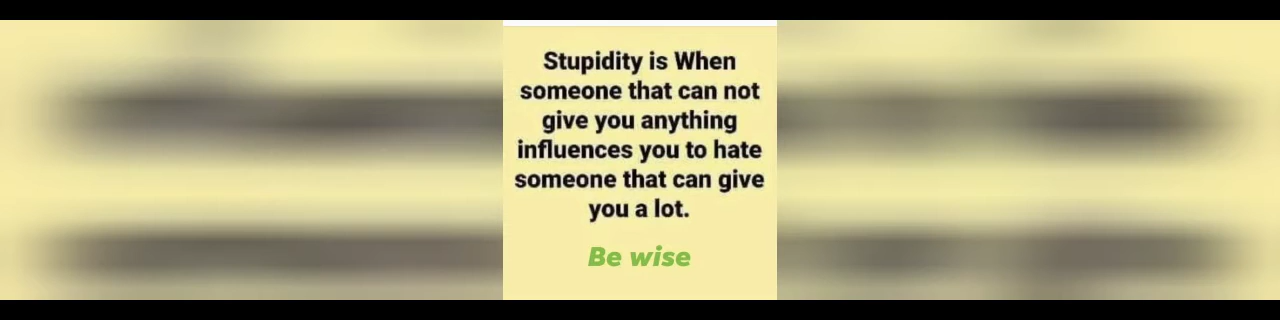 Stupidity is When
someone that can not
give you anything
influences you to hate
someone that can give
you a lot.
Be wise